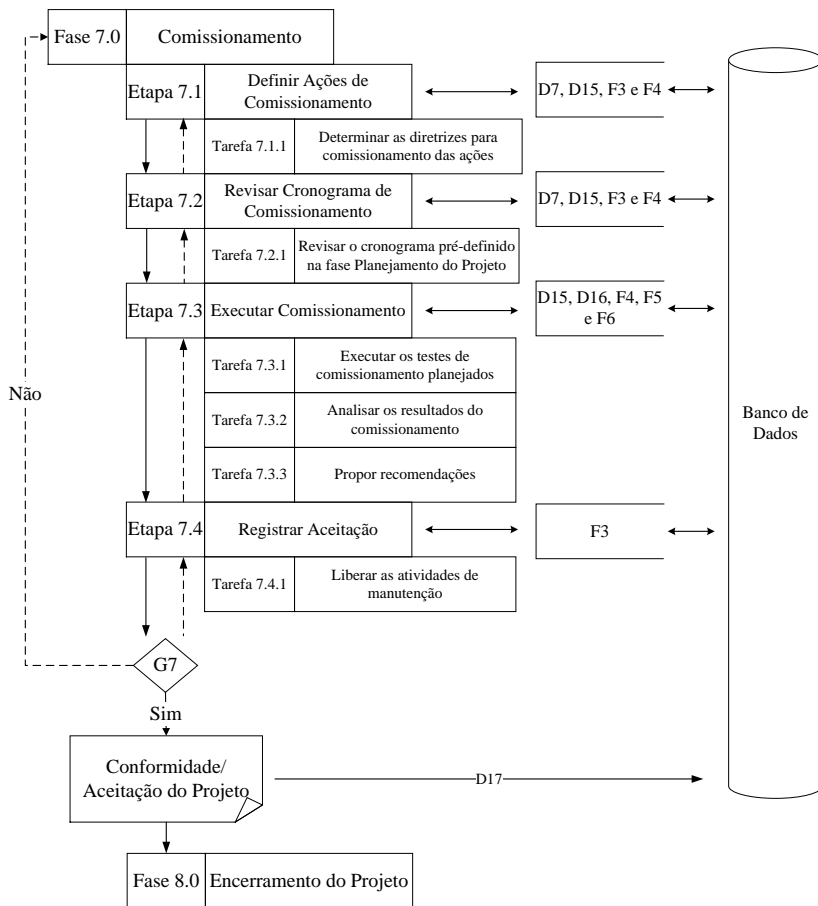 Fase 7.0
Comissionamento
Etapa 7.1
Definir Ações de
Comissionamento
D7, D15, F3 e F4
Tarefa 7.1.1
Determinar as diretrizes para
comissionamento das ações
Etapa 7.2
Revisar Cronograma de
Comissionamento
D7, D15, F3 e F4
Tarefa 7.2.1
Revisar o cronograma pré-definido
na fase Planejamento do Projeto
Etapa 7.3
Executar Comissionamento
D15, D16, F4, F5
e F6
Tarefa 7.3.1
Executar os testes de
comissionamento planejados
Não
Tarefa 7.3.2
Analisar os resultados do
comissionamento
Banco de
Dados
Tarefa 7.3.3
Propor recomendações
Etapa 7.4
Registrar Aceitação
F3
Tarefa 7.4.1
Liberar as atividades de
manutenção
G7
Sim
Conformidade/
Aceitação do Projeto
D17
Fase 8.0
Encerramento do Projeto